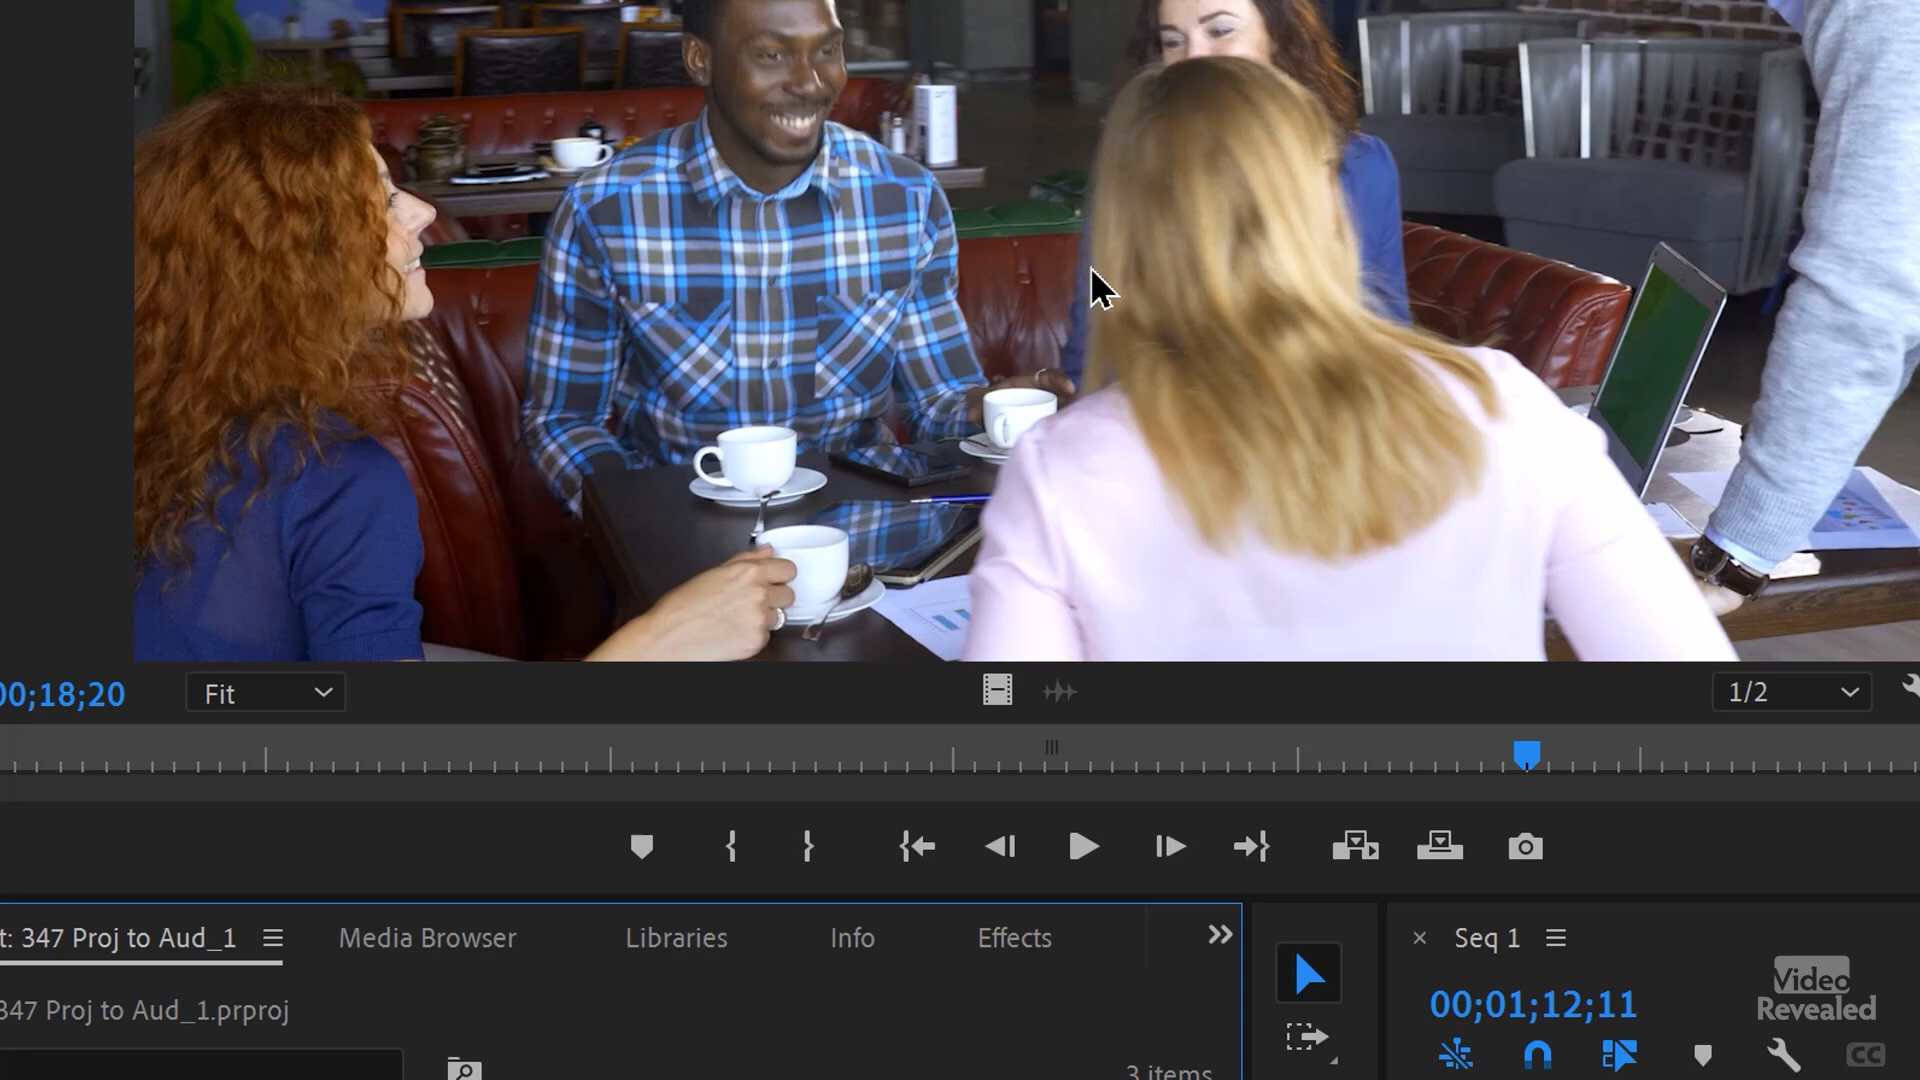 00;18;20
Fit
1/2
t: 347 Proj to Aud_1
Media Browser
Libraries
Info
Effects
Seq 1
347 Proj to Aud_1.prproj
00;01;12;11
Video
Revealed
3 items
CC